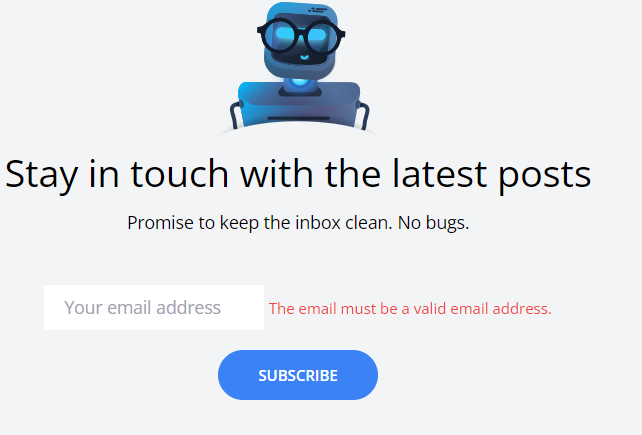 Stay in touch with the latest posts
Promise to keep the inbox clean. No bugs.
Your email address
The email must be a valid email address.
SUBSCRIBE